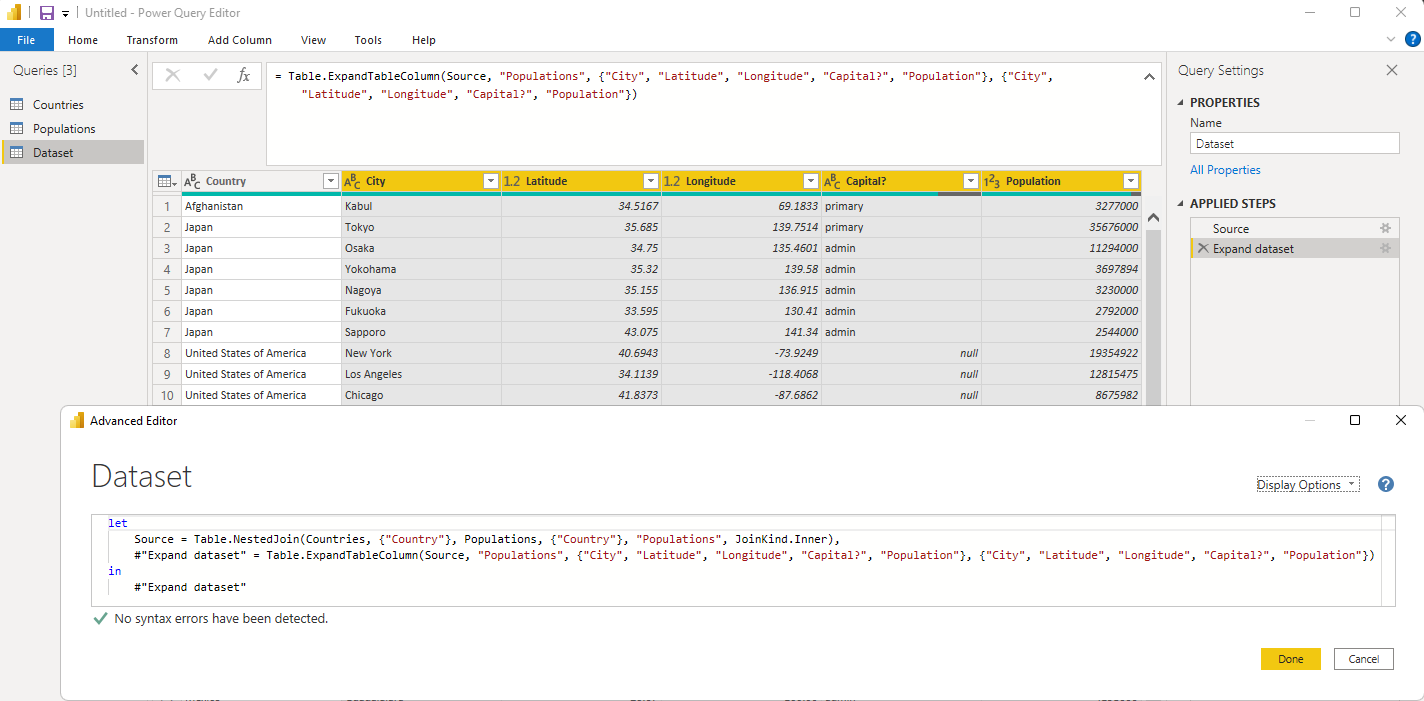 Untitled - Power Query Editor
File Home Transform Add Column View Tools Help
Queries [3]
Countries
Populations
Dataset
fx
= Table.ExpandTableColumn(Source, "Populations", {"City", "Latitude", "Longitude", "Capital?", "Population"}, {"City",
"Latitude", "Longitude", "Capital?", "Population"})
ABC Country ABC City 1.2 Latitude 1.2 Longitude ABC Capital? 123 Population
1 Afghanistan Kabul 34.5167 69.1833 primary 3277000
2 Japan Tokyo 35.685 139.7514 primary 35676000
3 Japan Osaka 34.75 135.4601 admin 11294000
4 Japan Yokohama 35.32 139.58 admin 3697894
5 Japan Nagoya 35.155 136.915 admin 3230000
6 Japan Fukuoka 33.595 130.41 admin 2792000
7 Japan Sapporo 43.075 141.34 admin 2544000
8 United States of America New York 40.6943 -73.9249 null 19354922
9 United States of America Los Angeles 34.1139 -118.4068 null 12815475
10 United States of America Chicago 41.8373 -87.6862 null 8675982
Query Settings
PROPERTIES
Name
Dataset
All Properties
APPLIED STEPS
Source
Expand dataset
Advanced Editor
Dataset
Display Options
?
let
Source = Table.NestedJoin(Countries, {"Country"}, Populations, {"Country"}, "Populations", JoinKind.Inner),
#"Expand dataset" = Table.ExpandTableColumn(Source, "Populations", {"City", "Latitude", "Longitude", "Capital?", "Population"}, {"City", "Latitude", "Longitude", "Capital?", "Population"})
in
#"Expand dataset"
No syntax errors have been detected.
Done Cancel